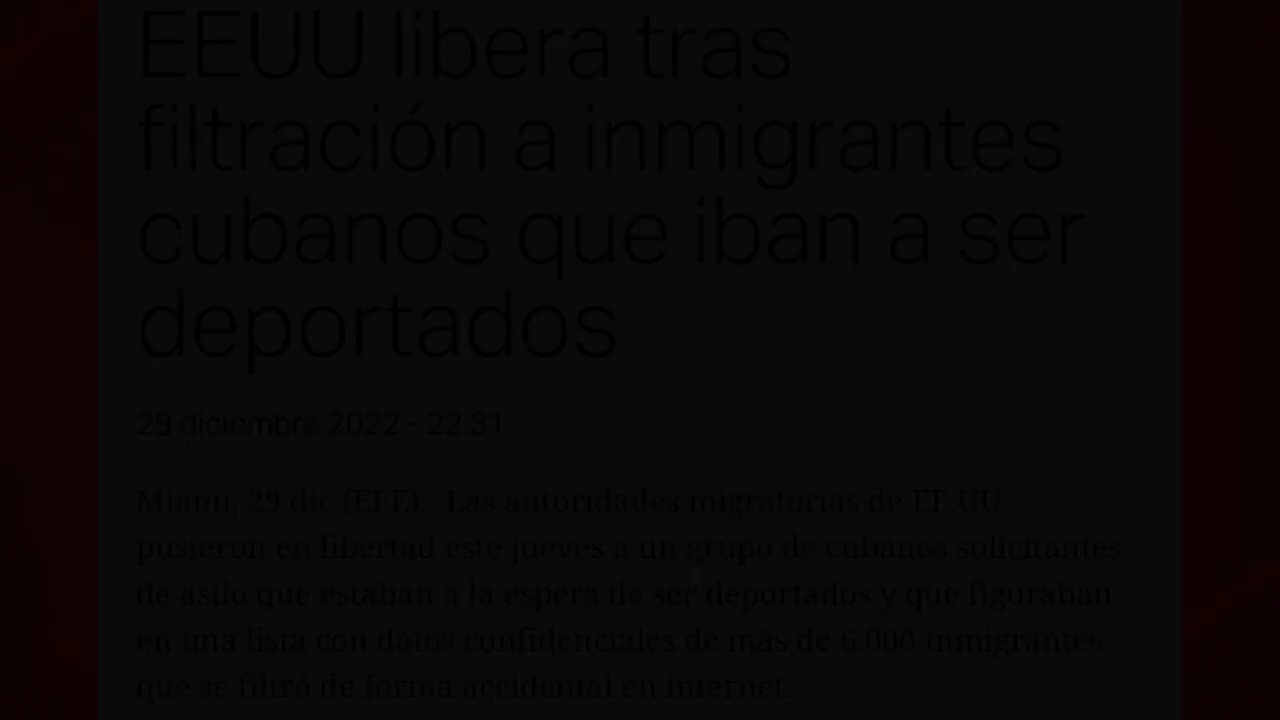 EEUU libera tras
filtración a inmigrantes
cubanos que iban a ser
deportados
29 diciembre 2022 - 22:31
Miami, 29 dic (EFE).- Las autoridades migratorias de EE.UU.
pusieron en libertad este jueves a un grupo de cubanos solicitantes
de asilo que estaban a la espera de ser deportados y que figuraban
en una lista con datos confidenciales de más de 6.000 inmigrantes
que se filtró de forma accidental en internet.